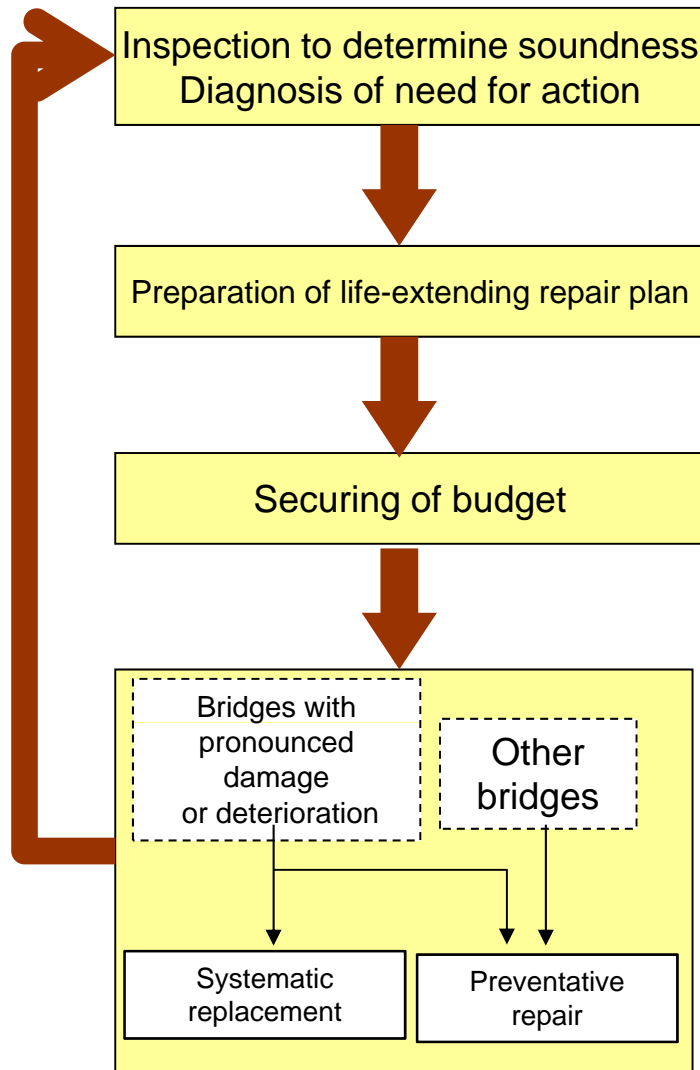 Inspection to determine soundness
Diagnosis of need for action
Preparation of life-extending repair plan
Securing of budget
Bridges with
pronounced
damage
or deterioration
Other
bridges
Systematic
replacement
Preventative
repair